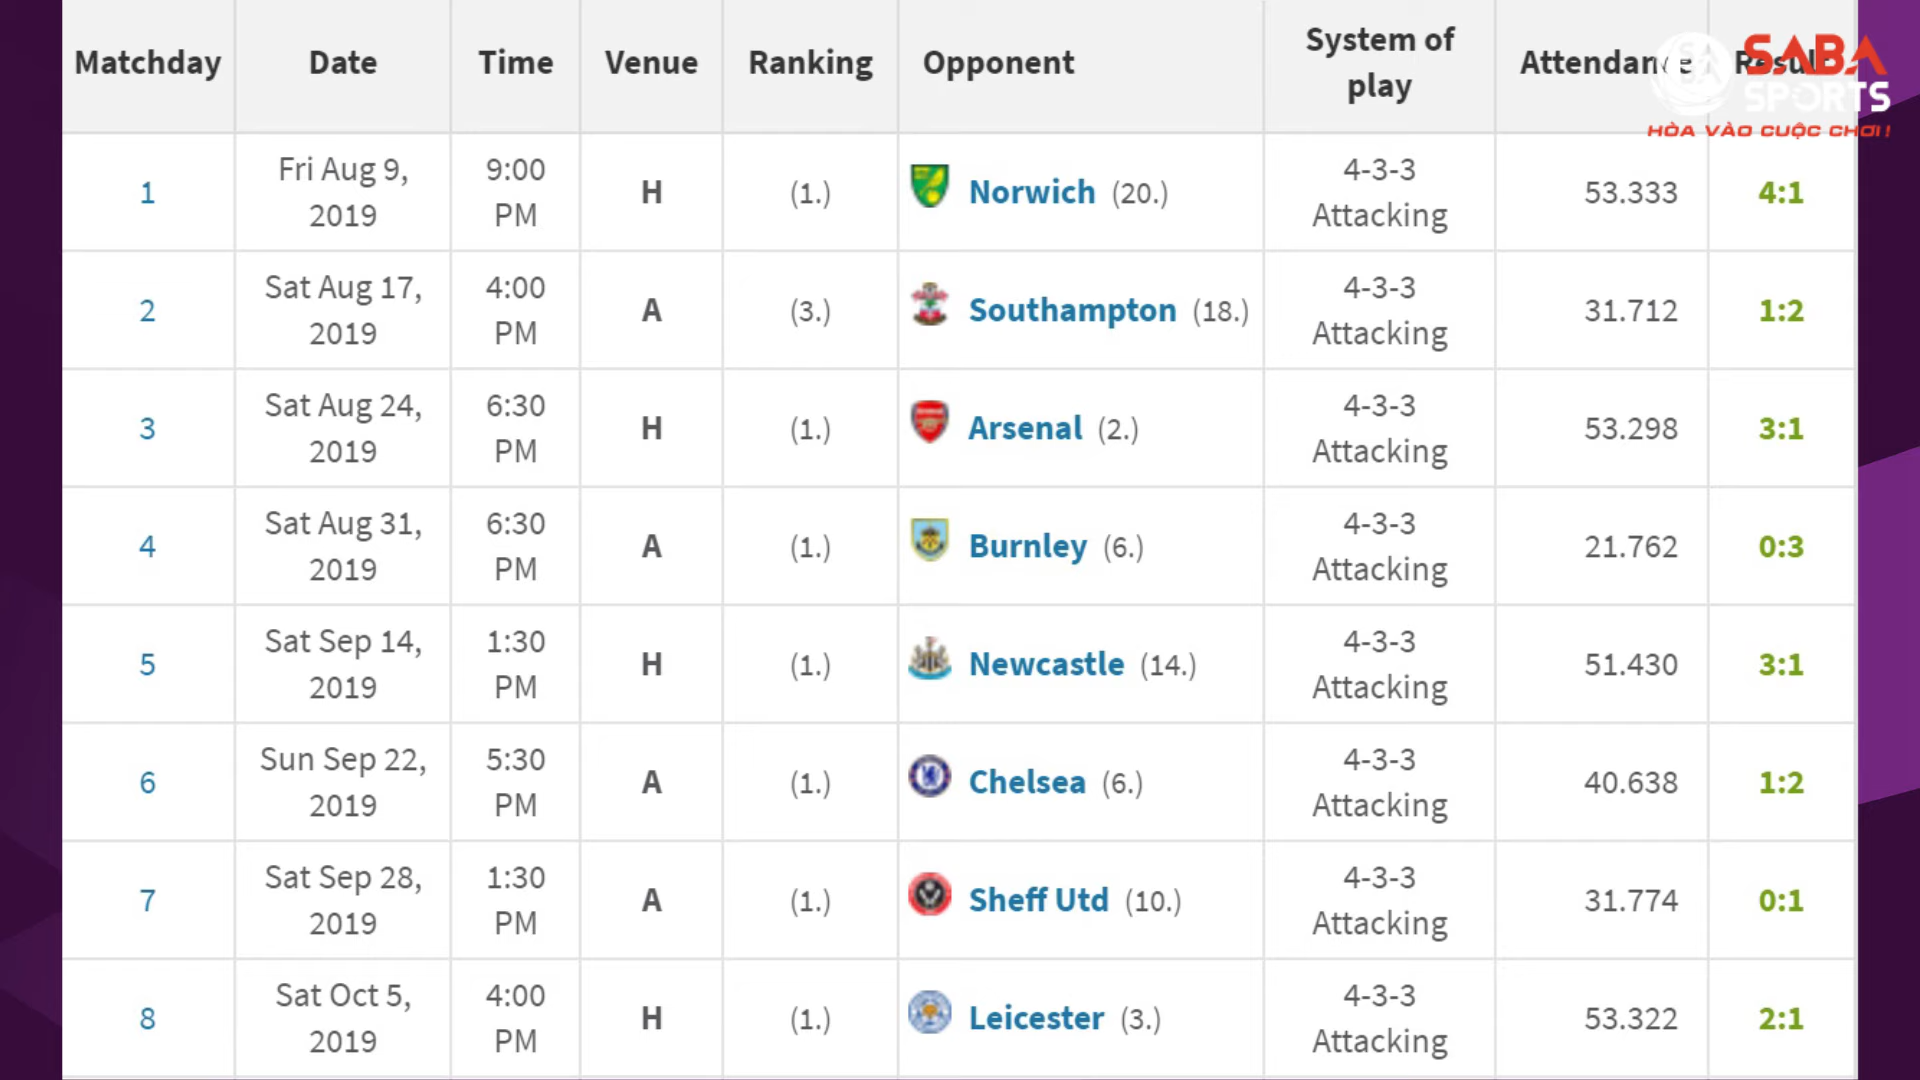 Matchday Date Time Venue Ranking Opponent System of play Attendance Result
SABA
SPORTS
HÒA VÀO CUỘC CHƠI!
1 Fri Aug 9, 2019 9:00 PM H (1.) Norwich (20.) 4-3-3 Attacking 53.333 4:1
2 Sat Aug 17, 2019 4:00 PM A (3.) Southampton (18.) 4-3-3 Attacking 31.712 1:2
3 Sat Aug 24, 2019 6:30 PM H (1.) Arsenal (2.) 4-3-3 Attacking 53.298 3:1
4 Sat Aug 31, 2019 6:30 PM A (1.) Burnley (6.) 4-3-3 Attacking 21.762 0:3
5 Sat Sep 14, 2019 1:30 PM H (1.) Newcastle (14.) 4-3-3 Attacking 51.430 3:1
6 Sun Sep 22, 2019 5:30 PM A (1.) Chelsea (6.) 4-3-3 Attacking 40.638 1:2
7 Sat Sep 28, 2019 1:30 PM A (1.) Sheff Utd (10.) 4-3-3 Attacking 31.774 0:1
8 Sat Oct 5, 2019 4:00 PM H (1.) Leicester (3.) 4-3-3 Attacking 53.322 2:1